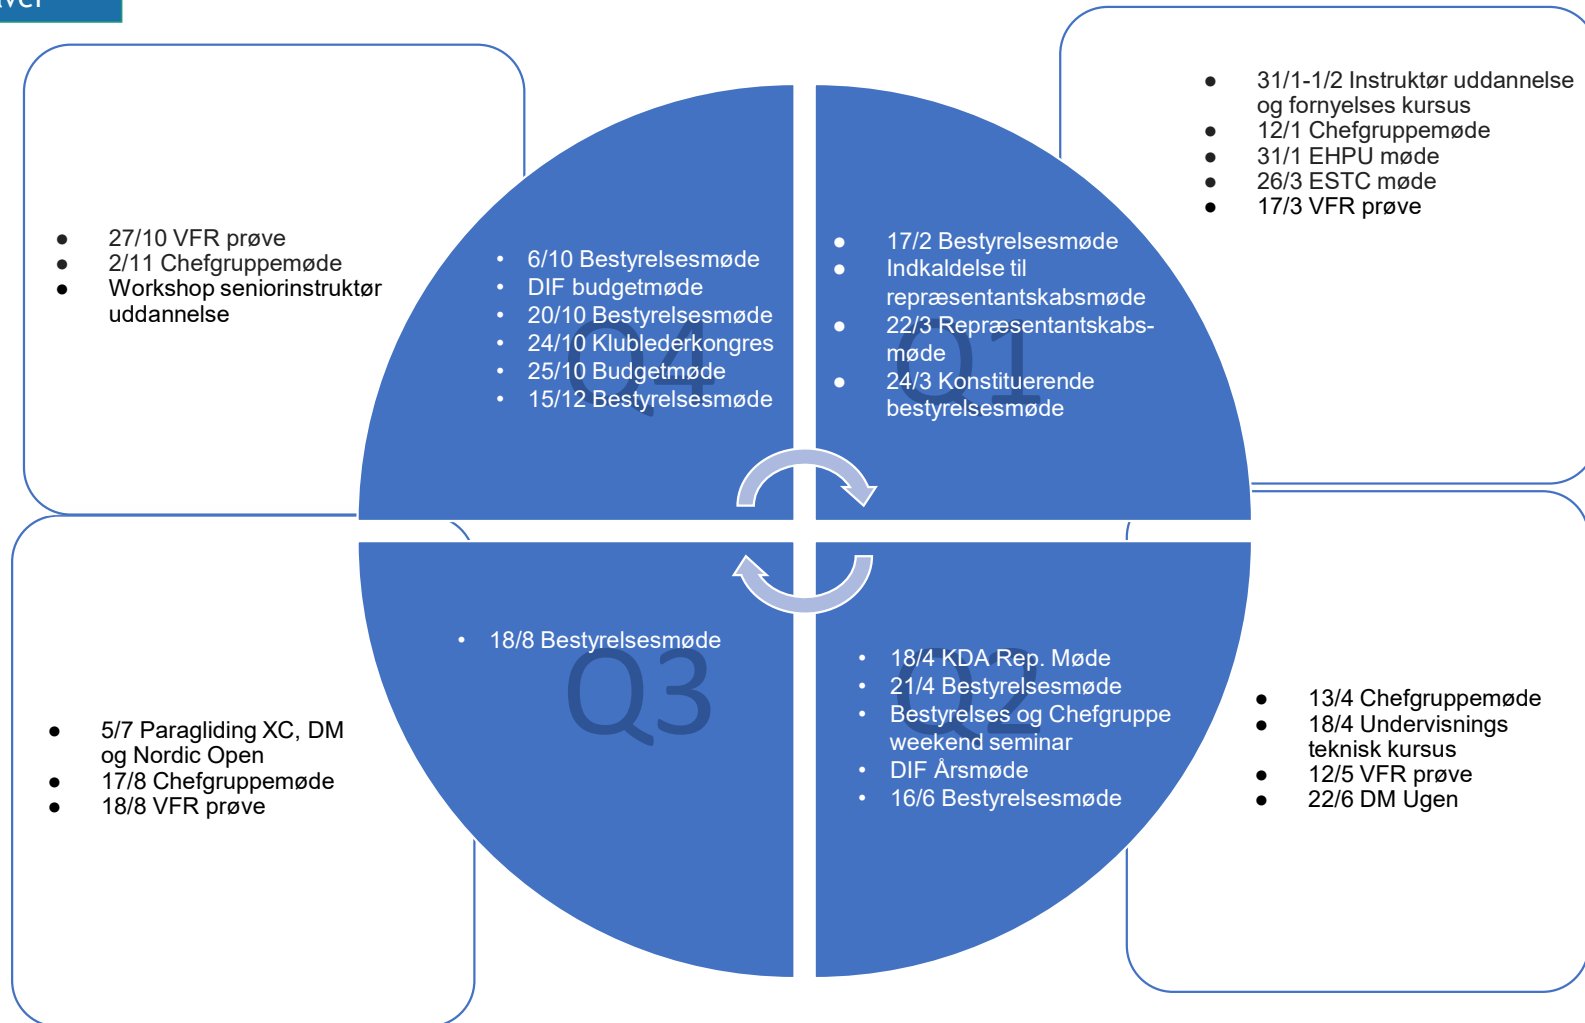 31/1-1/2 Instruktør uddannelse
og fornyelses kursus
12/1 Chefgruppemøde
31/1 EHPU møde
26/3 ESTC møde
17/3 VFR prøve
27/10 VFR prøve
2/11 Chefgruppemøde
Workshop seniorinstruktør
uddannelse
6/10 Bestyrelsesmøde
DIF budgetmøde
20/10 Bestyrelsesmøde
24/10 Klublederkongres
25/10 Budgetmøde
15/12 Bestyrelsesmøde
Q4
17/2 Bestyrelsesmøde
Indkaldelse til
repræsentantskabsmøde
22/3 Repræsentantskabs-
møde
24/3 Konstituerende
bestyrelsesmøde
Q1
5/7 Paragliding XC, DM
og Nordic Open
17/8 Chefgruppemøde
18/8 VFR prøve
18/8 Bestyrelsesmøde
Q3
18/4 KDA Rep. Møde
21/4 Bestyrelsesmøde
Bestyrelses og Chefgruppe
weekend seminar
DIF Årsmøde
16/6 Bestyrelsesmøde
Q2
13/4 Chefgruppemøde
18/4 Undervisnings
teknisk kursus
12/5 VFR prøve
22/6 DM Ugen